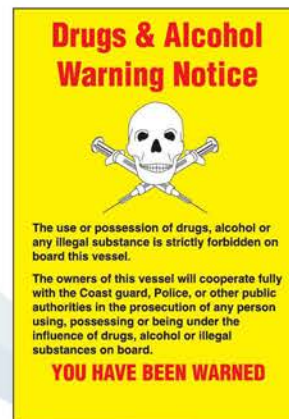 Drugs & Alcohol
Warning Notice
The use or possession of drugs, alcohol or
any illegal substance is strictly forbidden on
board this vessel.
The owners of this vessel will cooperate fully
with the Coast guard, Police, or other public
authorities in the prosecution of any person
using, possessing or being under the
influence of drugs, alcohol or illegal
substances on board.
YOU HAVE BEEN WARNED